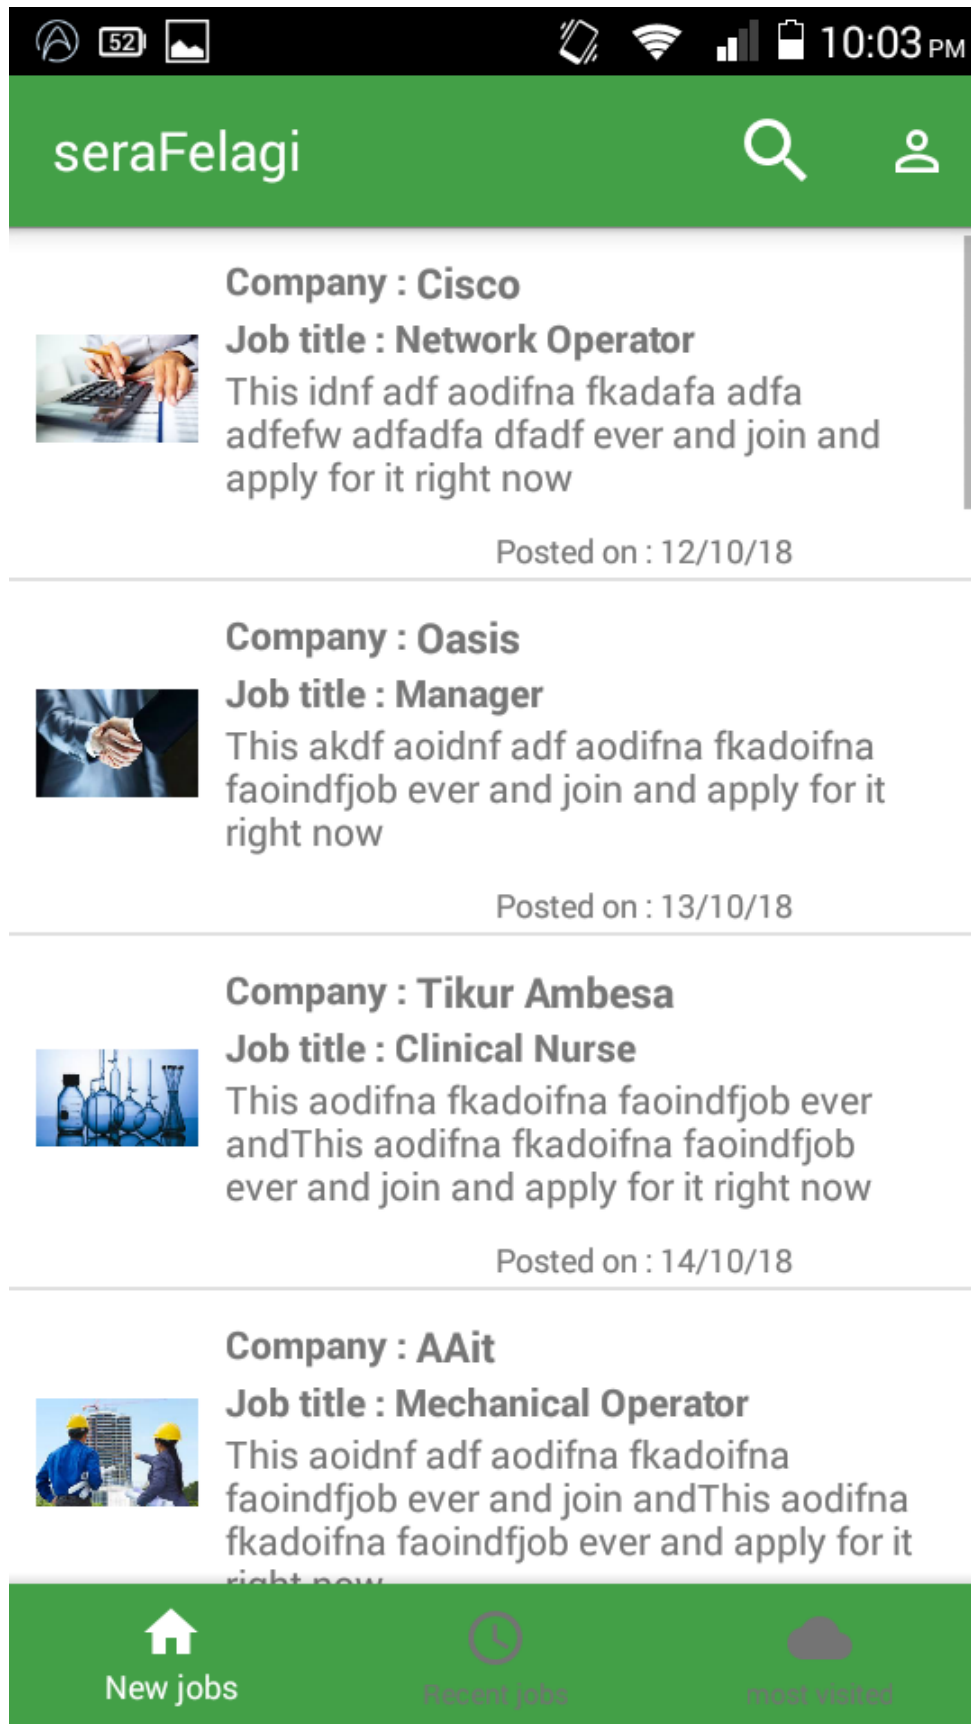 52
10:03 PM
seraFelagi
Company : Cisco
Job title : Network Operator
This idnf adf aodifna fkadafa adfa
adfefw adfadfa dfadf ever and join and
apply for it right now
Posted on : 12/10/18
Company : Oasis
Job title : Manager
This akdf aoidnf adf aodifna fkadoifna
faoindfjob ever and join and apply for it
right now
Posted on : 13/10/18
Company : Tikur Ambesa
Job title : Clinical Nurse
This aodifna fkadoifna faoindfjob ever
andThis aodifna fkadoifna faoindfjob
ever and join and apply for it right now
Posted on : 14/10/18
Company : AAit
Job title : Mechanical Operator
This aoidnf adf aodifna fkadoifna
faoindfjob ever and join andThis aodifna
fkadoifna faoindfjob ever and apply for it
right now
New jobs
Recent jobs
most visited